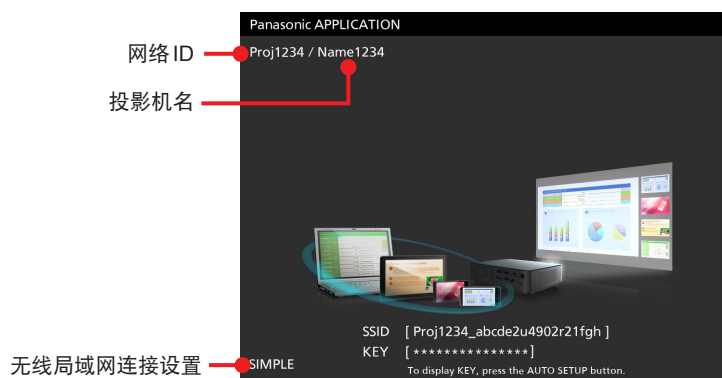 Panasonic APPLICATION
网络ID
Proj1234 / Name1234
投影机名
SSID [ Proj1234_abcde2u4902r21fgh ]
KEY [***************]
无线局域网连接设置
SIMPLE
To display KEY, press the AUTO SETUP button.